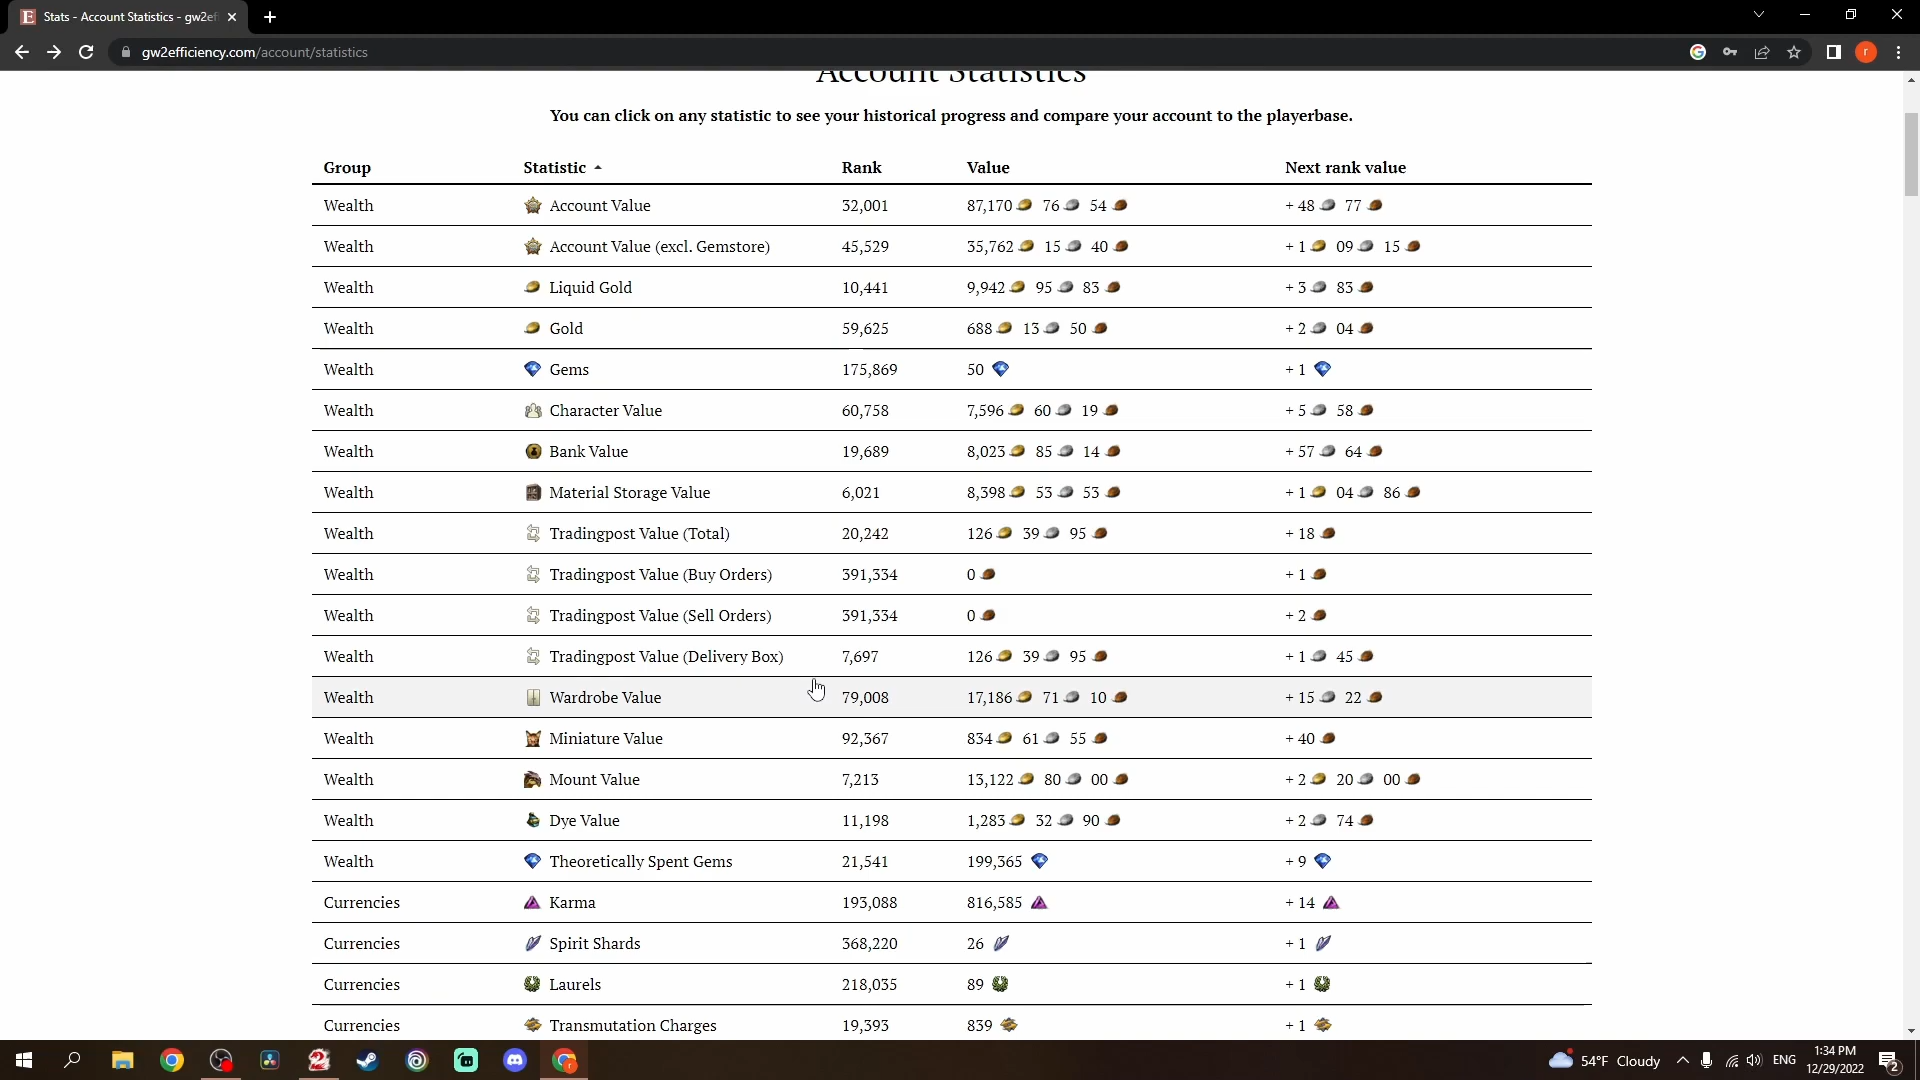 Stats - Account Statistics - gw2ef
gw2efficiency.com/account/statistics
Account Statistics
You can click on any statistic to see your historical progress and compare your account to the playerbase.
Group Statistic Rank Value Next rank value
Wealth Account Value 32,001 87,170 76 54 + 48 77
Wealth Account Value (excl. Gemstore) 45,529 35,762 15 40 + 1 09 15
Wealth Liquid Gold 10,441 9,942 95 83 + 3 83
Wealth Gold 59,625 688 13 50 + 2 04
Wealth Gems 175,869 50 + 1
Wealth Character Value 60,758 7,596 60 19 + 5 58
Wealth Bank Value 19,689 8,023 85 14 + 57 64
Wealth Material Storage Value 6,021 8,398 53 53 + 1 04 86
Wealth Tradingpost Value (Total) 20,242 126 39 95 + 18
Wealth Tradingpost Value (Buy Orders) 391,334 0 + 1
Wealth Tradingpost Value (Sell Orders) 391,334 0 + 2
Wealth Tradingpost Value (Delivery Box) 7,697 126 39 95 + 1 45
Wealth Wardrobe Value 79,008 17,186 71 10 + 15 22
Wealth Miniature Value 92,367 834 61 55 + 40
Wealth Mount Value 7,213 13,122 80 00 + 2 20 00
Wealth Dye Value 11,198 1,283 32 90 + 2 74
Wealth Theoretically Spent Gems 21,541 199,365 + 9
Currencies Karma 193,088 816,585 + 14
Currencies Spirit Shards 368,220 26 + 1
Currencies Laurels 218,035 89 + 1
Currencies Transmutation Charges 19,393 839 + 1
54°F Cloudy ENG 1:34 PM
12/29/2022 2